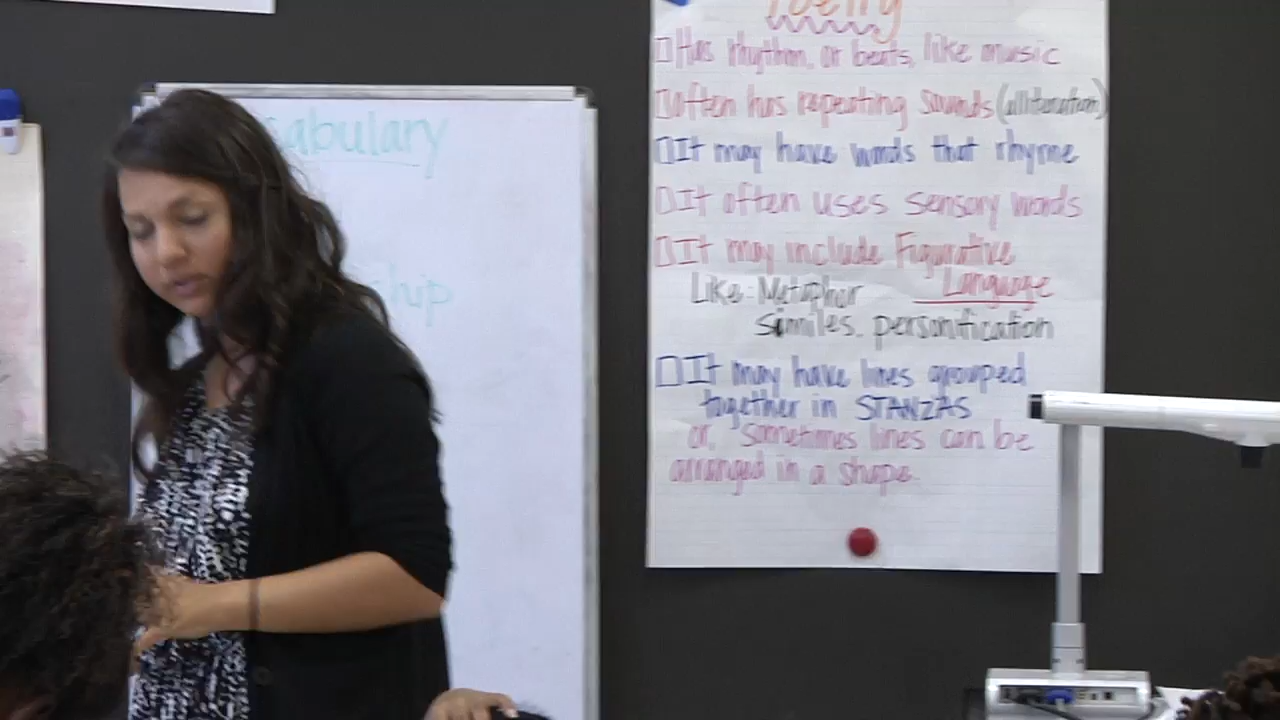 abulary
ship
Poetry
Has rhythm, or beats, like music
Often has repeating sounds (alliteration)
It may have words that rhyme
It often uses sensory words
It may include Figurative
Language
Like: Metaphor
similes, personification
It may have lines grouped
together in STANZAS
or, sometimes lines can be
arranged in a shape.